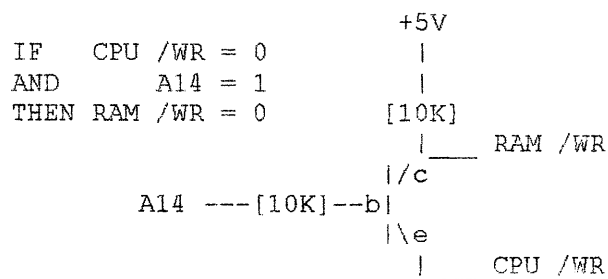 +5V
IF CPU /WR = 0 |
AND A14 = 1 |
THEN RAM /WR = 0 [10K]
|___ RAM /WR
|/c
A14 ---[10K]--b|
|\e
| CPU /WR